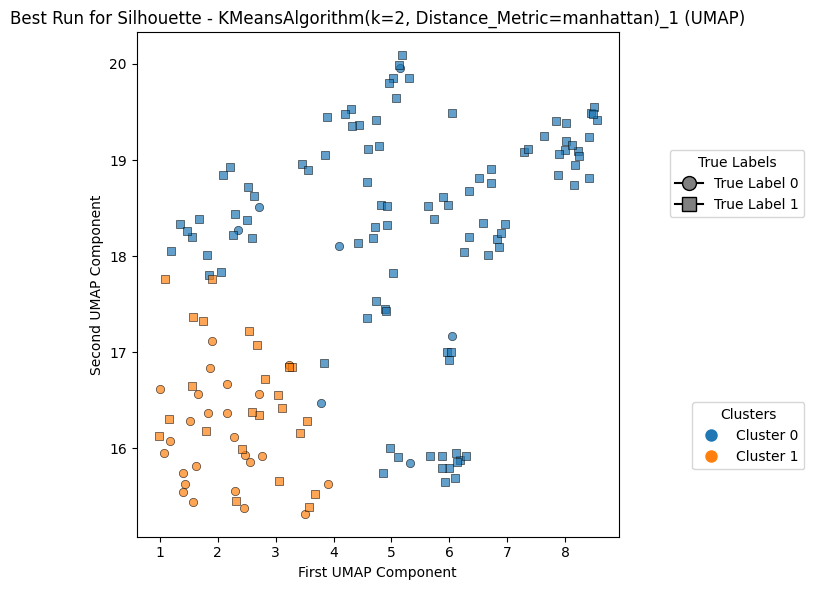 Best Run for Silhouette - KMeansAlgorithm(k=2, Distance_Metric=manhattan)_1 (UMAP)
20
19
18
17
16
Second UMAP Component
1 2 3 4 5 6 7 8
First UMAP Component
True Labels
True Label 0
True Label 1
Clusters
Cluster 0
Cluster 1